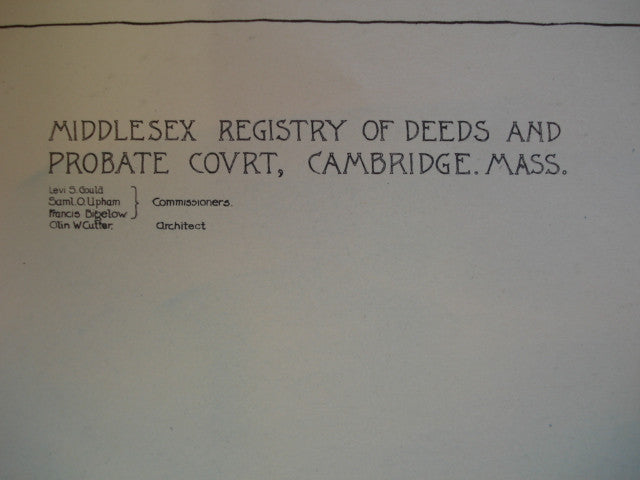 MIDDLESEX REGISTRY OF DEEDS AND
PROBATE COVRT, CAMBRIDGE. MASS.
Levi S. Gould
Saml. O. Upham } Commissioners.
Francis Bigelow
Olin W Cutter. Architect